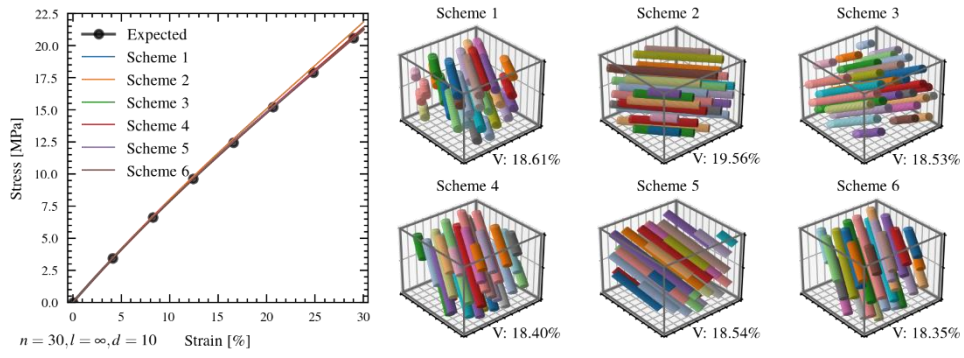 22.5
20.0
17.5
15.0
12.5
10.0
7.5
5.0
2.5
0.0
Stress [MPa]
Expected
Scheme 1
Scheme 2
Scheme 3
Scheme 4
Scheme 5
Scheme 6
0 5 10 15 20 25 30
n = 30, l = ∞, d = 10 Strain [%]
Scheme 1 Scheme 2 Scheme 3
V: 18.61% V: 19.56% V: 18.53%
Scheme 4 Scheme 5 Scheme 6
V: 18.40% V: 18.54% V: 18.35%